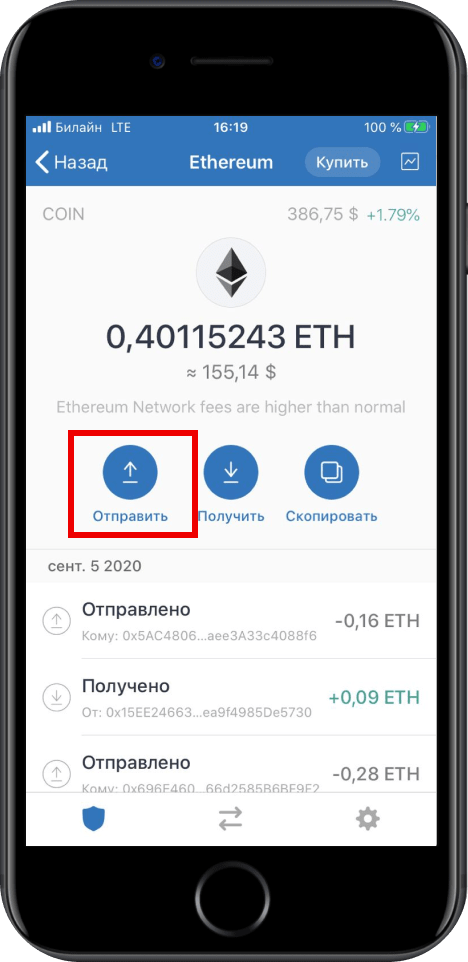 Билайн LTE 16:19 100 %
Назад Ethereum Купить
COIN 386,75 $ +1.79%
0,40115243 ETH
≈ 155,14 $
Ethereum Network fees are higher than normal
Отправить Получить Скопировать
сент. 5 2020
Отправлено -0,16 ETH
Кому: 0x5AC4806...aee3A33c4088f6
Получено +0,09 ETH
От: 0x15EE24663...ea9f4985De5730
Отправлено -0,28 ETH
Кому: 0x696F460...66d2585B6BF9F2